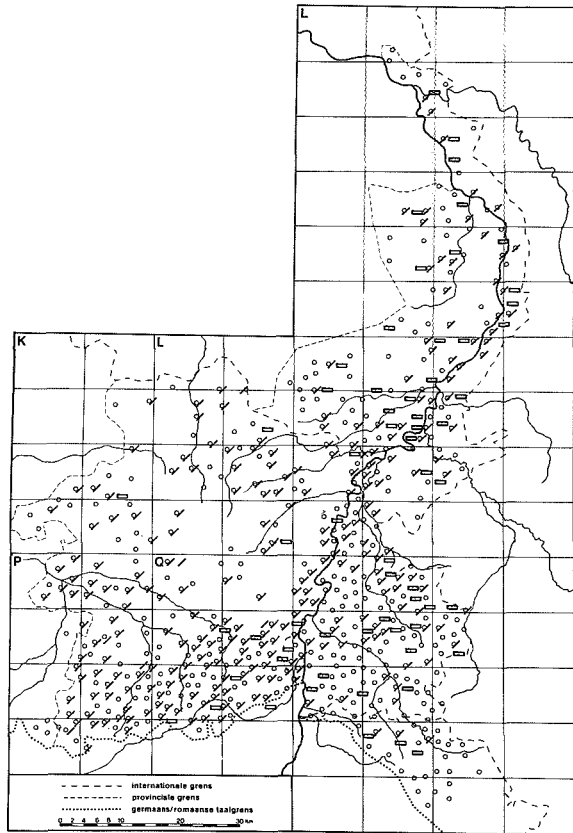 L
K L
P Q
internationale grens
provinciale grens
germaans/romaanse taalgrens
0 2 4 6 8 10 20 30 Km